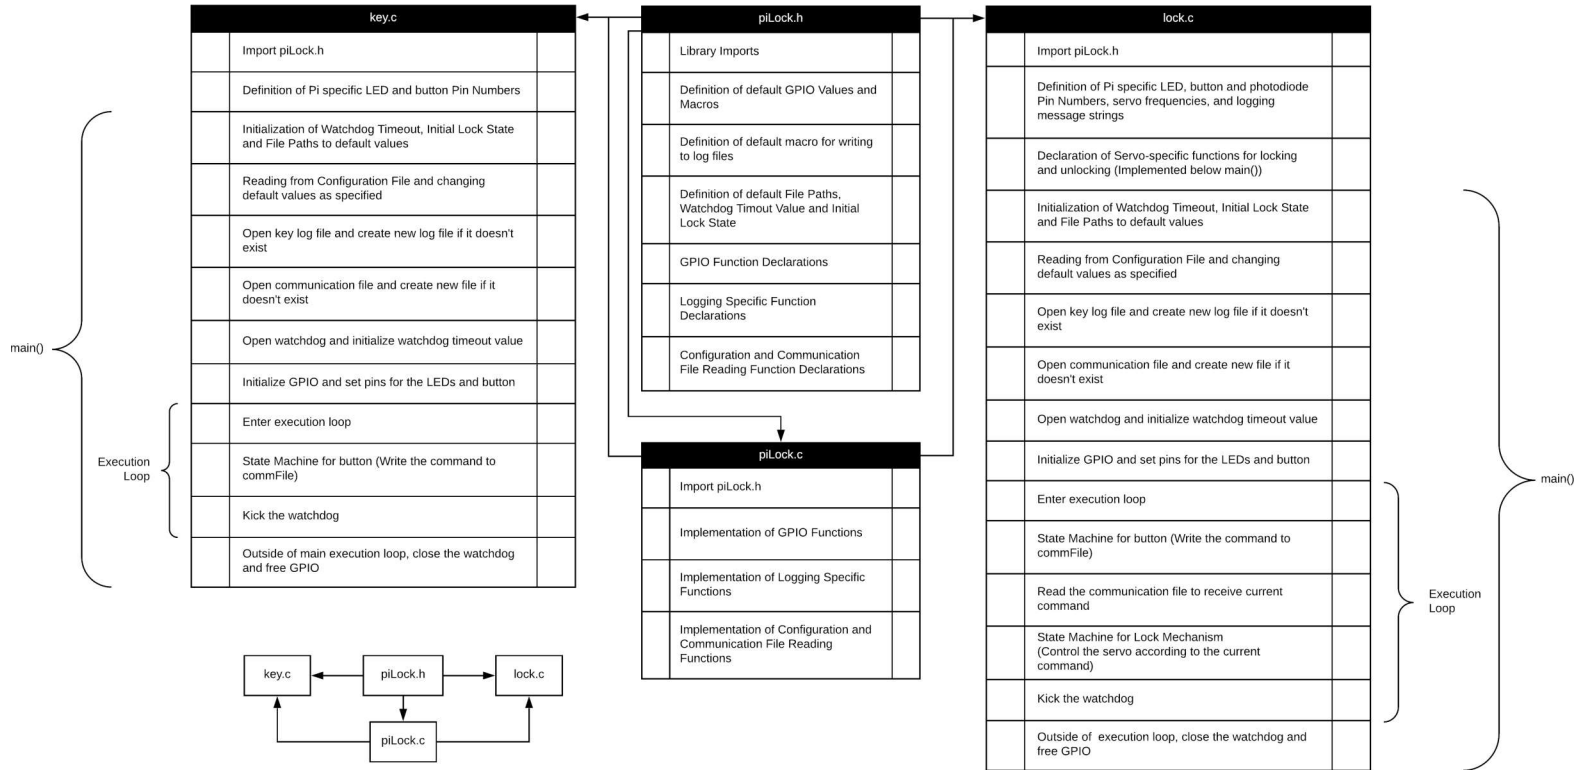 key.c
Import piLock.h
Definition of Pi specific LED and button Pin Numbers
Initialization of Watchdog Timeout, Initial Lock State
and File Paths to default values
Reading from Configuration File and changing
default values as specified
Open key log file and create new log file if it doesn't
exist
Open communication file and create new file if it
doesn't exist
Open watchdog and initialize watchdog timeout value
Initialize GPIO and set pins for the LEDs and button
Enter execution loop
State Machine for button (Write the command to
commFile)
Kick the watchdog
Outside of main execution loop, close the watchdog
and free GPIO
main()
Execution
Loop
piLock.h
Library Imports
Definition of default GPIO Values and
Macros
Definition of default macro for writing
to log files
Definition of default File Paths,
Watchdog Timout Value and Initial
Lock State
GPIO Function Declarations
Logging Specific Function
Declarations
Configuration and Communication
File Reading Function Declarations
piLock.c
Import piLock.h
Implementation of GPIO Functions
Implementation of Logging Specific
Functions
Implementation of Configuration and
Communication File Reading
Functions
lock.c
Import piLock.h
Definition of Pi specific LED, button and photodiode
Pin Numbers, servo frequencies, and logging
message strings
Declaration of Servo-specific functions for locking
and unlocking (Implemented below main())
Initialization of Watchdog Timeout, Initial Lock State
and File Paths to default values
Reading from Configuration File and changing
default values as specified
Open key log file and create new log file if it doesn't
exist
Open communication file and create new file if it
doesn't exist
Open watchdog and initialize watchdog timeout value
Initialize GPIO and set pins for the LEDs and button
Enter execution loop
State Machine for button (Write the command to
commFile)
Read the communication file to receive current
command
State Machine for Lock Mechanism
(Control the servo according to the current
command)
Kick the watchdog
Outside of execution loop, close the watchdog and
free GPIO
main()
Execution
Loop
key.c
piLock.h
lock.c
piLock.c